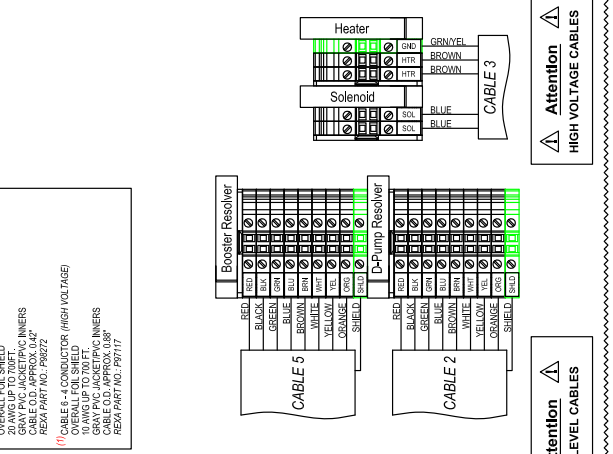 Heater
GND GRN/YEL
HTR BROWN
HTR BROWN
Solenoid
SOL BLUE
SOL BLUE
CABLE 3
Attention
HIGH VOLTAGE CABLES
Booster Resolver
RED
BLK
GRN
BLU
BRN
WHT
YEL
ORG
SHLD
RED
BLACK
GREEN
BLUE
BROWN
WHITE
YELLOW
ORANGE
SHIELD
CABLE 5
D-Pump Resolver
RED
BLK
GRN
BLU
BRN
WHT
YEL
ORG
SHLD
RED
BLACK
GREEN
BLUE
BROWN
WHITE
YELLOW
ORANGE
SHIELD
CABLE 2
tention
LEVEL CABLES
OVERALL FOIL SHIELD
20 AWG UP TO 700FT.
GRAY PVC JACKET/PVC INNERS
CABLE O.D. APPROX. 0.42"
REXA PART NO.: P98272
(1) CABLE 6 - 4 CONDUCTOR (HIGH VOLTAGE)
OVERALL FOIL SHIELD
10 AWG UP TO 700 FT.
GRAY PVC JACKET/PVC INNERS
CABLE O.D. APPROX. 0.88"
REXA PART NO.: P97117